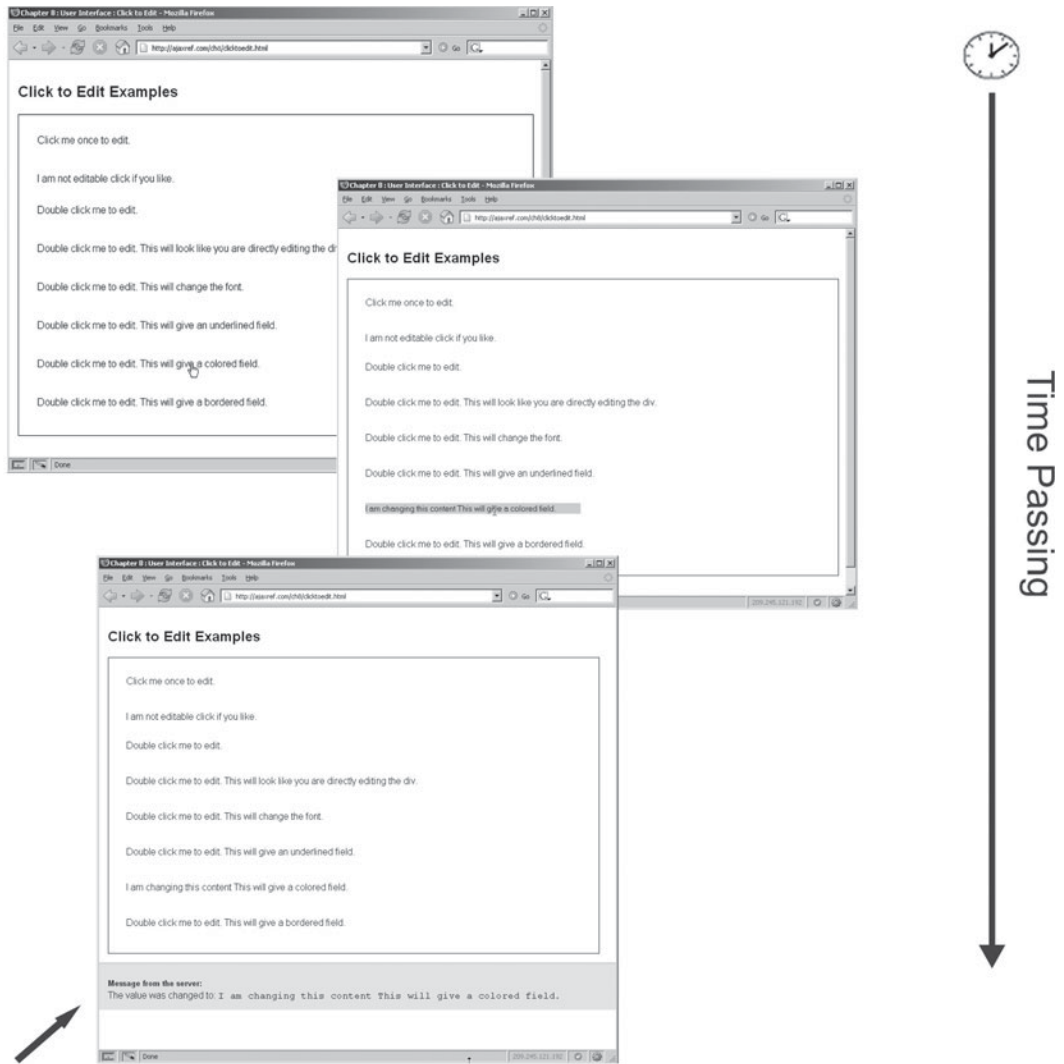 Chapter 8 : User Interface : Click to Edit - Mozilla Firefox
File Edit View Go Bookmarks Tools Help
http://ajaxref.com/ch8/clicktoedit.html
Go
Click to Edit Examples
Click me once to edit.
I am not editable click if you like.
Double click me to edit.
Double click me to edit. This will look like you are directly editing the
Double click me to edit. This will change the font.
Double click me to edit. This will give an underlined field.
Double click me to edit. This will give a colored field.
Double click me to edit. This will give a bordered field.
Done
Chapter 8 : User Interface : Click to Edit - Mozilla Firefox
File Edit View Go Bookmarks Tools Help
http://ajaxref.com/ch8/clicktoedit.html
Go
Click to Edit Examples
Click me once to edit.
I am not editable click if you like.
Double click me to edit.
Double click me to edit. This will look like you are directly editing the div.
Double click me to edit. This will change the font.
Double click me to edit. This will give an underlined field.
I am changing this content This will give a colored field.
Double click me to edit. This will give a bordered field.
209.245.121.192
Chapter 8 : User Interface : Click to Edit - Mozilla Firefox
File Edit View Go Bookmarks Tools Help
http://ajaxref.com/ch8/clicktoedit.html
Go
Click to Edit Examples
Click me once to edit.
I am not editable click if you like.
Double click me to edit.
Double click me to edit. This will look like you are directly editing the div.
Double click me to edit. This will change the font.
Double click me to edit. This will give an underlined field.
I am changing this content This will give a colored field.
Double click me to edit. This will give a bordered field.
Message from the server:
The value was changed to: I am changing this content This will give a colored field.
Done
209.245.121.192
Time Passing